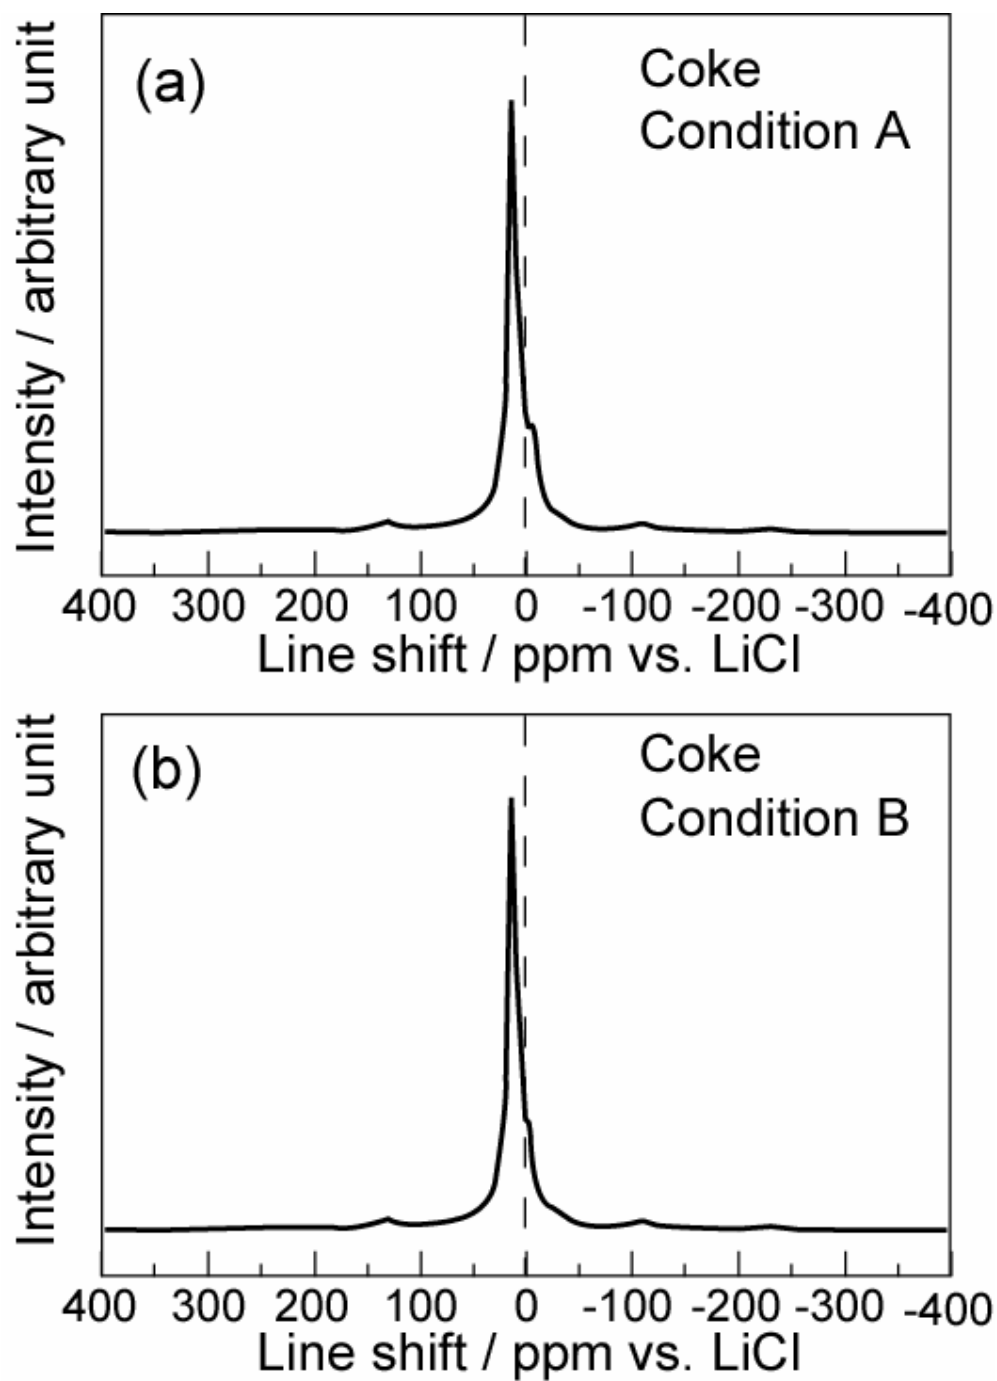 (a)
Coke
Condition A
Intensity / arbitrary unit
400 300 200 100 0 -100 -200 -300 -400
Line shift / ppm vs. LiCl
(b)
Coke
Condition B
Intensity / arbitrary unit
400 300 200 100 0 -100 -200 -300 -400
Line shift / ppm vs. LiCl